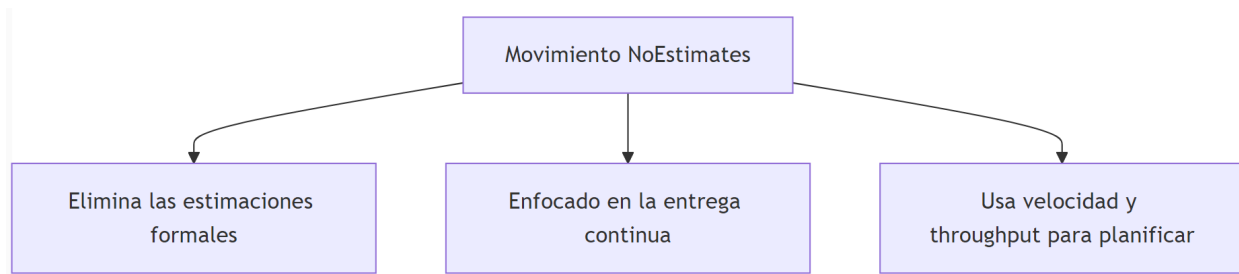 Movimiento NoEstimates
Elimina las estimaciones
formales
Enfocado en la entrega
continua
Usa velocidad y
throughput para planificar